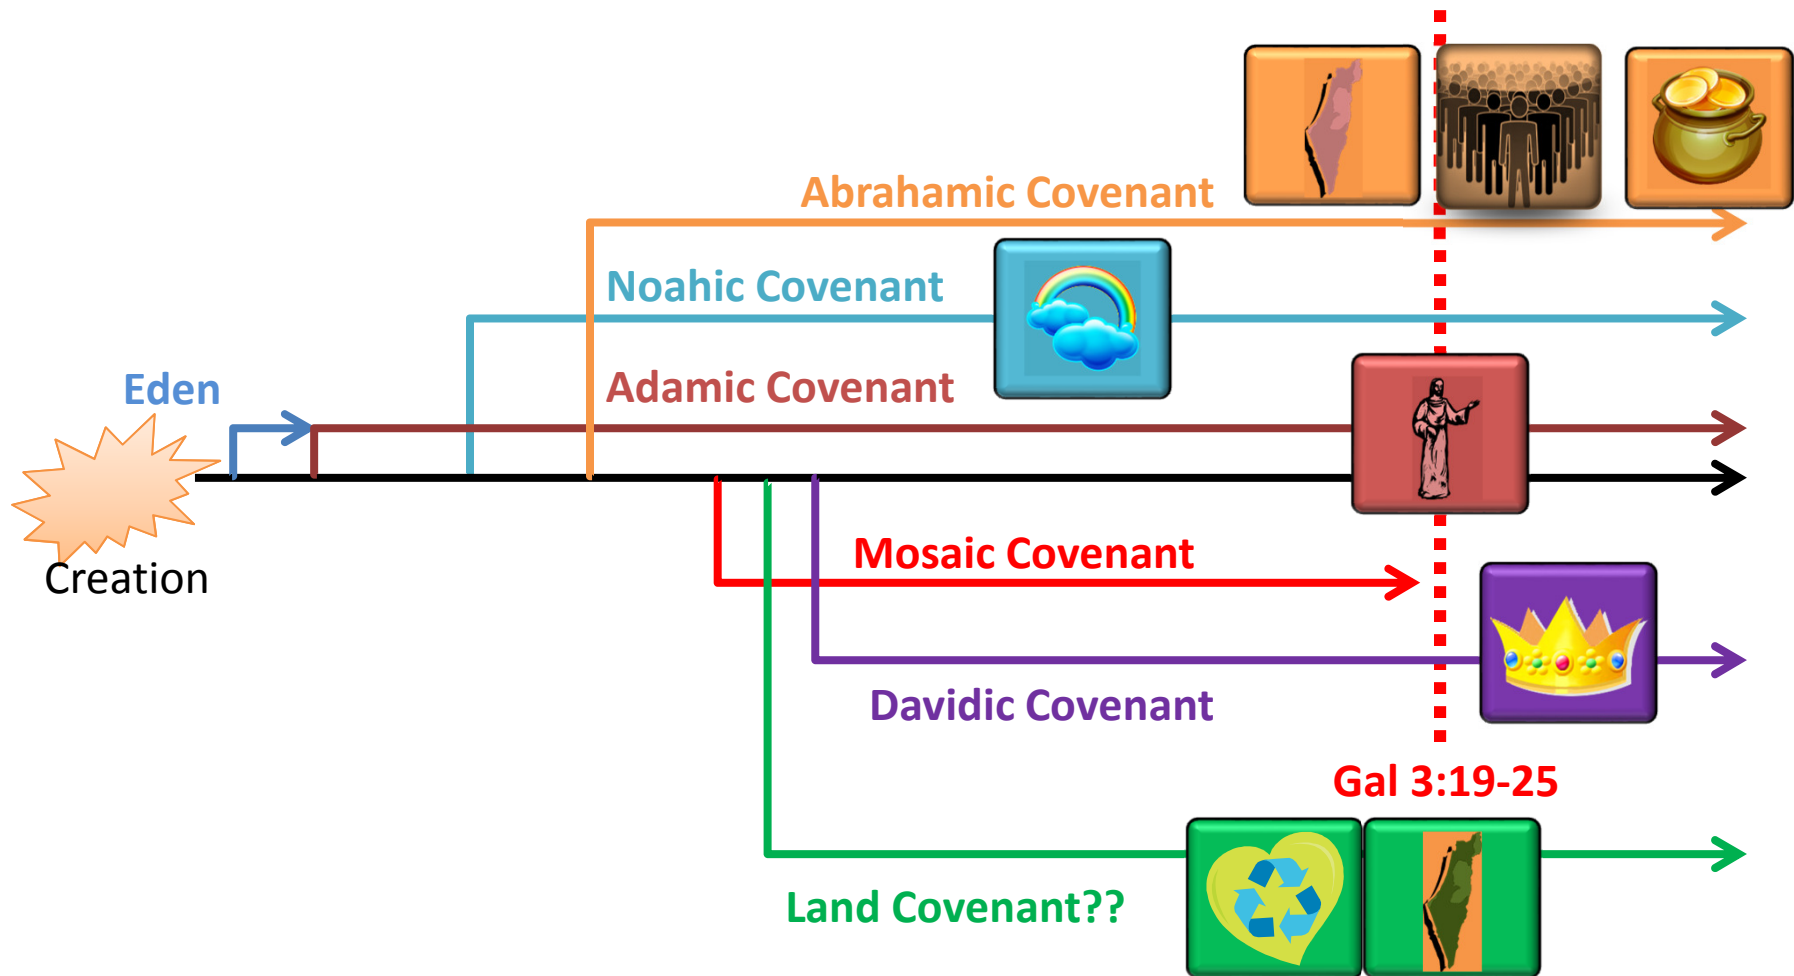 Abrahamic Covenant
Noahic Covenant
Eden
Adamic Covenant
Creation
Mosaic Covenant
Davidic Covenant
Gal 3:19-25
Land Covenant??